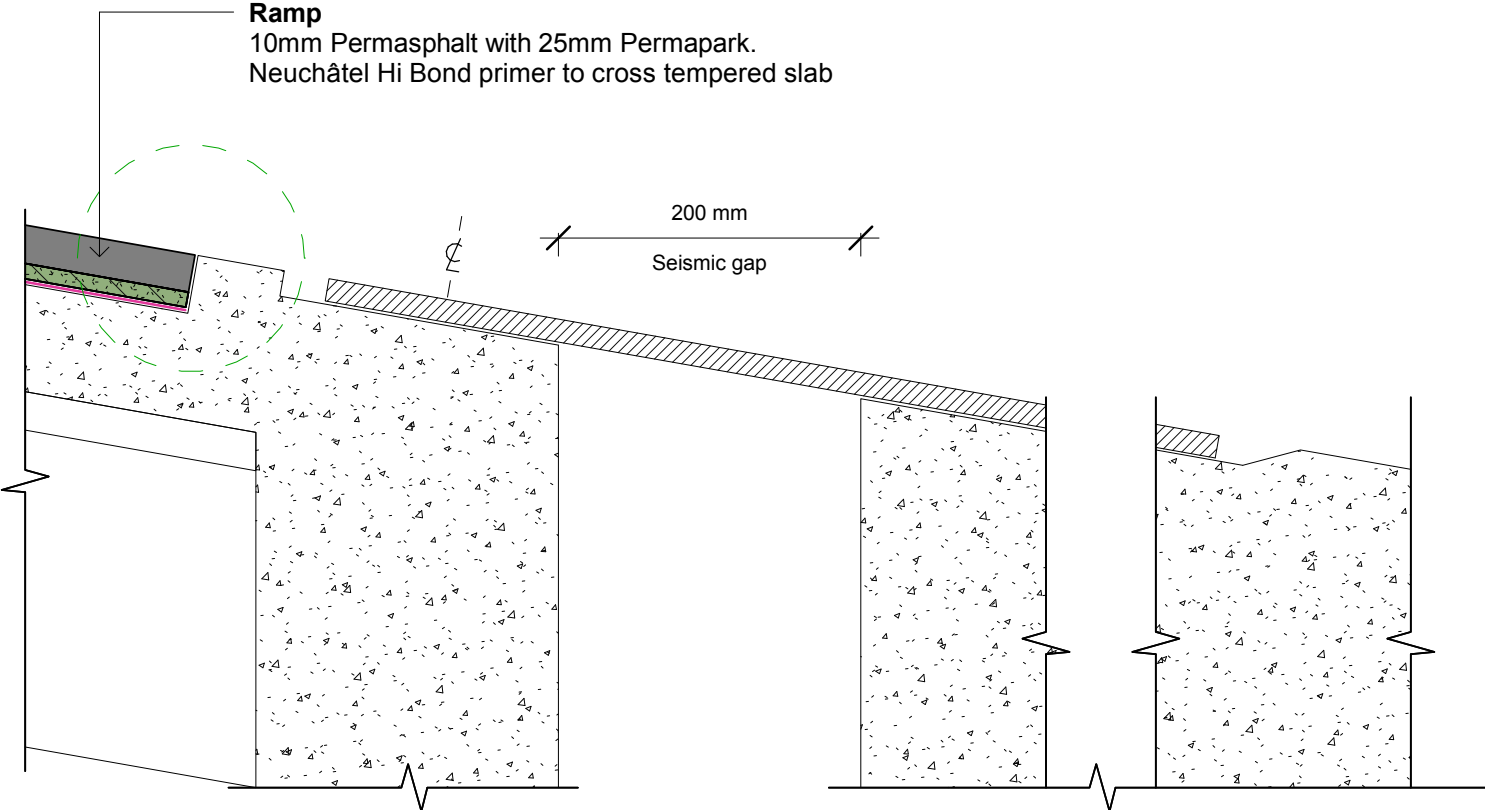 Ramp
10mm Permasphalt with 25mm Permapark.
Neuchâtel Hi Bond primer to cross tempered slab
200 mm
℄
Seismic gap